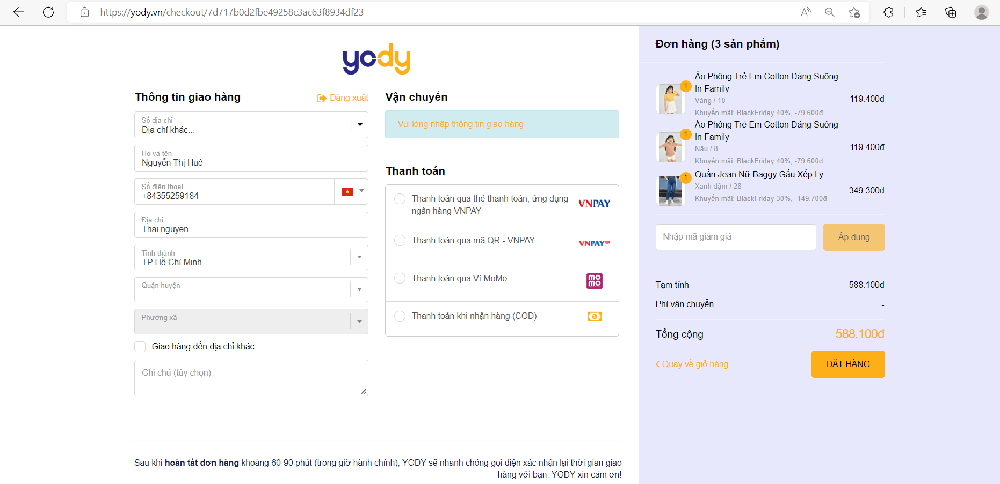 https://yody.vn/checkout/7d717b0d2fbe49258c3ac63f8934df23
yody
Thông tin giao hàng
Đăng xuất
Sổ địa chỉ
Địa chỉ khác...
Họ và tên
Nguyễn Thị Huê
Số điện thoại
+84355259184
Địa chỉ
Thai nguyen
Tỉnh thành
TP Hồ Chí Minh
Quận huyện
---
Phường xã
Giao hàng đến địa chỉ khác
Ghi chú (tùy chọn)
Vận chuyển
Vui lòng nhập thông tin giao hàng
Thanh toán
Thanh toán qua thẻ thanh toán, ứng dụng
ngân hàng VNPAY
VNPAY
Thanh toán qua mã QR - VNPAY
VNPAYQR
Thanh toán qua Ví MoMo
mo
mo
Thanh toán khi nhận hàng (COD)
1
Sau khi hoàn tất đơn hàng khoảng 60-90 phút (trong giờ hành chính), YODY sẽ nhanh chóng gọi điện xác nhận lại thời gian giao
hàng với bạn. YODY xin cảm ơn!
Đơn hàng (3 sản phẩm)
1
Áo Phông Trẻ Em Cotton Dáng Suông
In Family
Vàng / 10
Khuyến mãi: BlackFriday 40%, -79.600đ
119.400đ
1
Áo Phông Trẻ Em Cotton Dáng Suông
In Family
Nâu / 8
Khuyến mãi: BlackFriday 40%, -79.600đ
119.400đ
1
Quần Jean Nữ Baggy Gấu Xếp Ly
Xanh đậm / 28
Khuyến mãi: BlackFriday 30%, -149.700đ
349.300đ
Nhập mã giảm giá
Áp dụng
Tạm tính
588.100đ
Phí vận chuyển
-
Tổng cộng
588.100đ
Quay về giỏ hàng
ĐẶT HÀNG